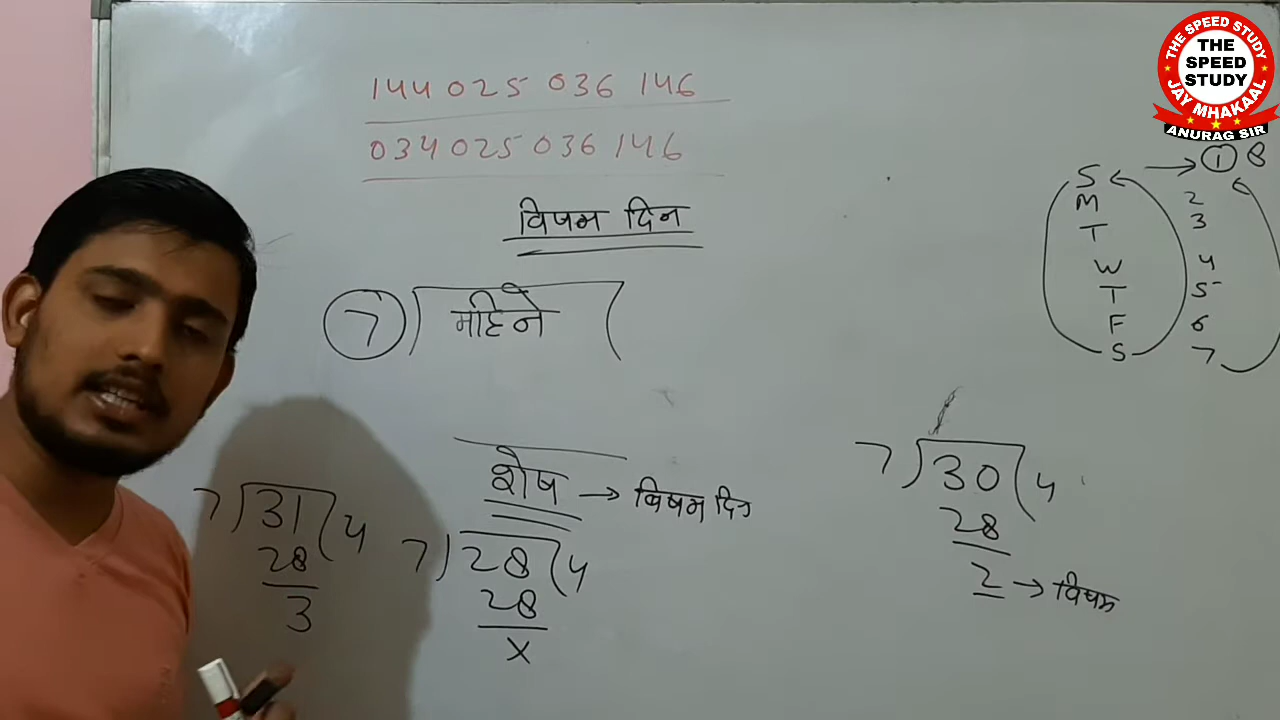 THE SPEED STUDY
THE
SPEED
STUDY
JAY MHAKAAL
ANURAG SIR
144 025 036 146
034 025 036 146
विषम दिन
7) महिने (
S → 1 8
M 2
T 3
W 4
T 5
F 6
S 7
शेष → विषम दिन
7) 31 (4
28
3
7) 28 (4
28
x
7) 30 (4
28
2 → विषम